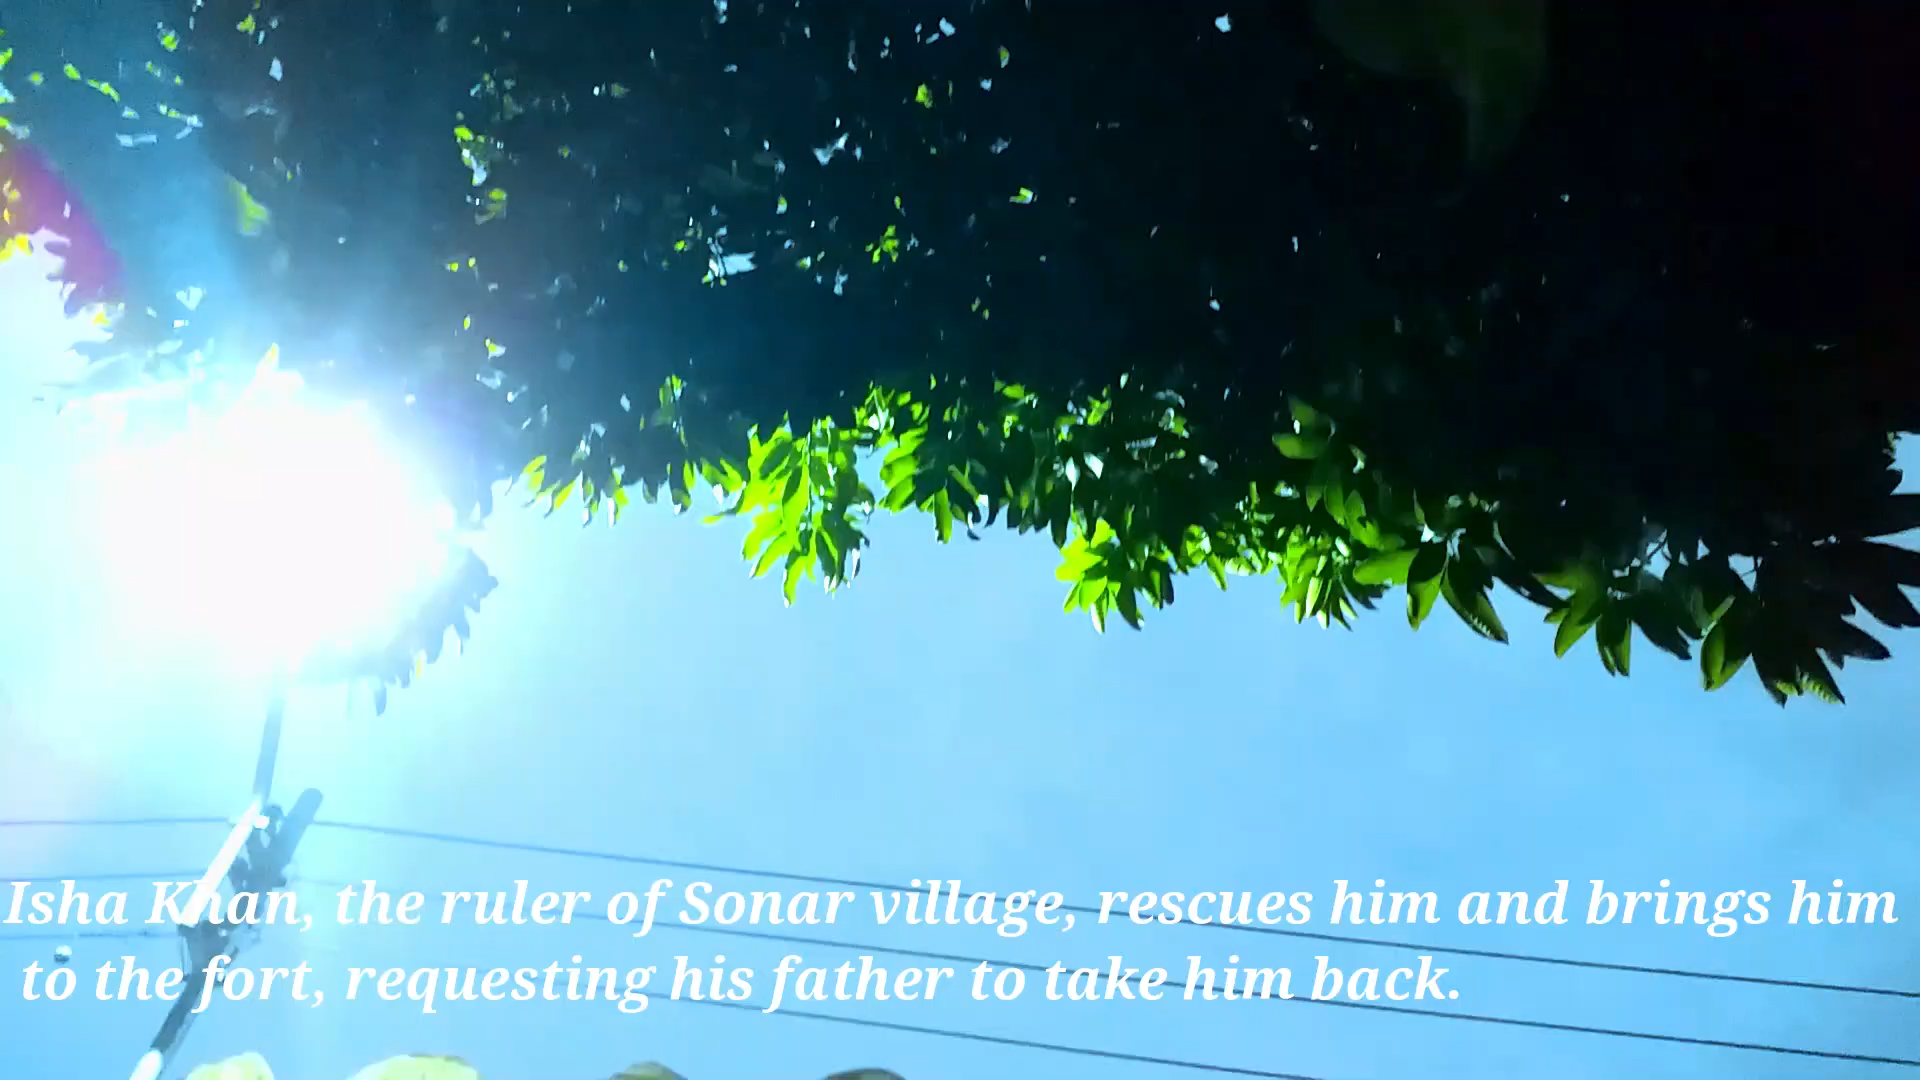 Isha Khan, the ruler of Sonar village, rescues him and brings him
to the fort, requesting his father to take him back.